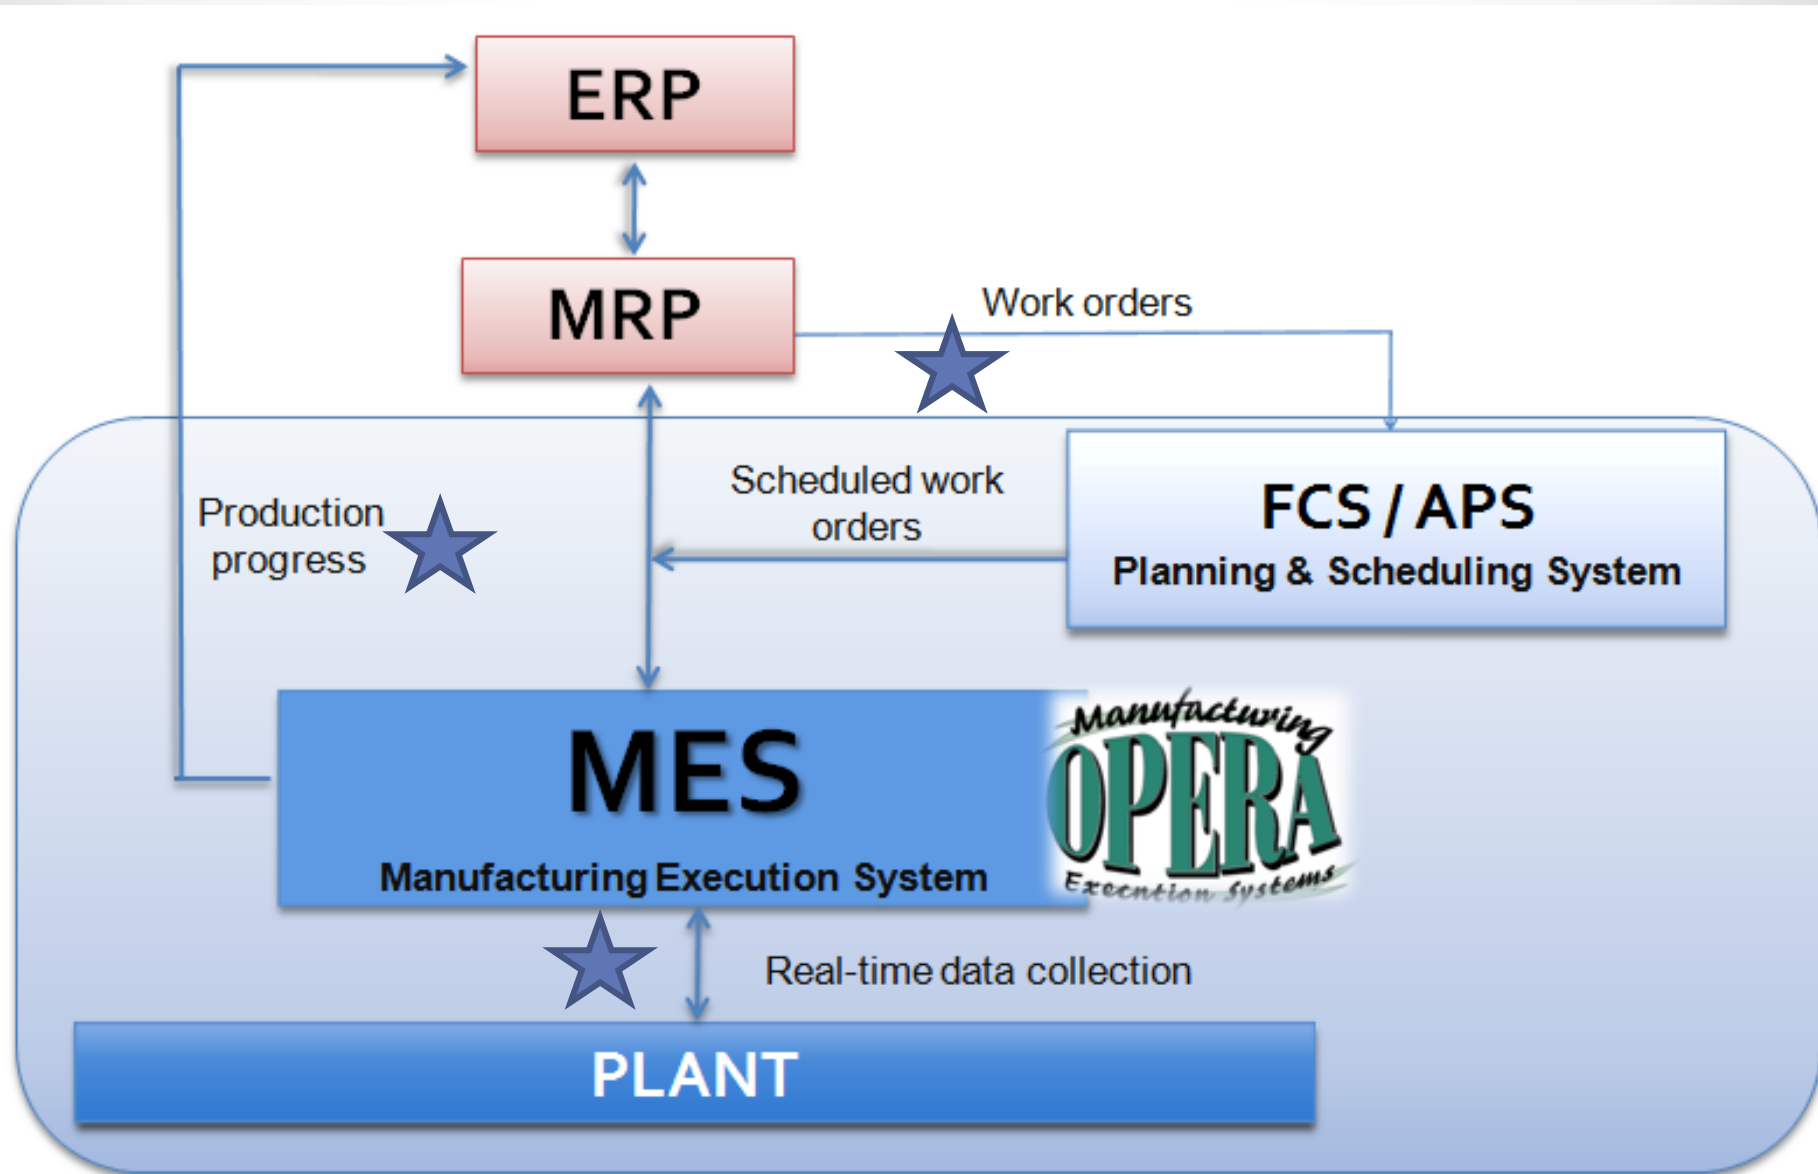 ERP
MRP
Work orders
Scheduled work
orders
FCS / APS
Planning & Scheduling System
Production
progress
MES
Manufacturing Execution System
Manufacturing
OPERA
Execution Systems
Real-time data collection
PLANT